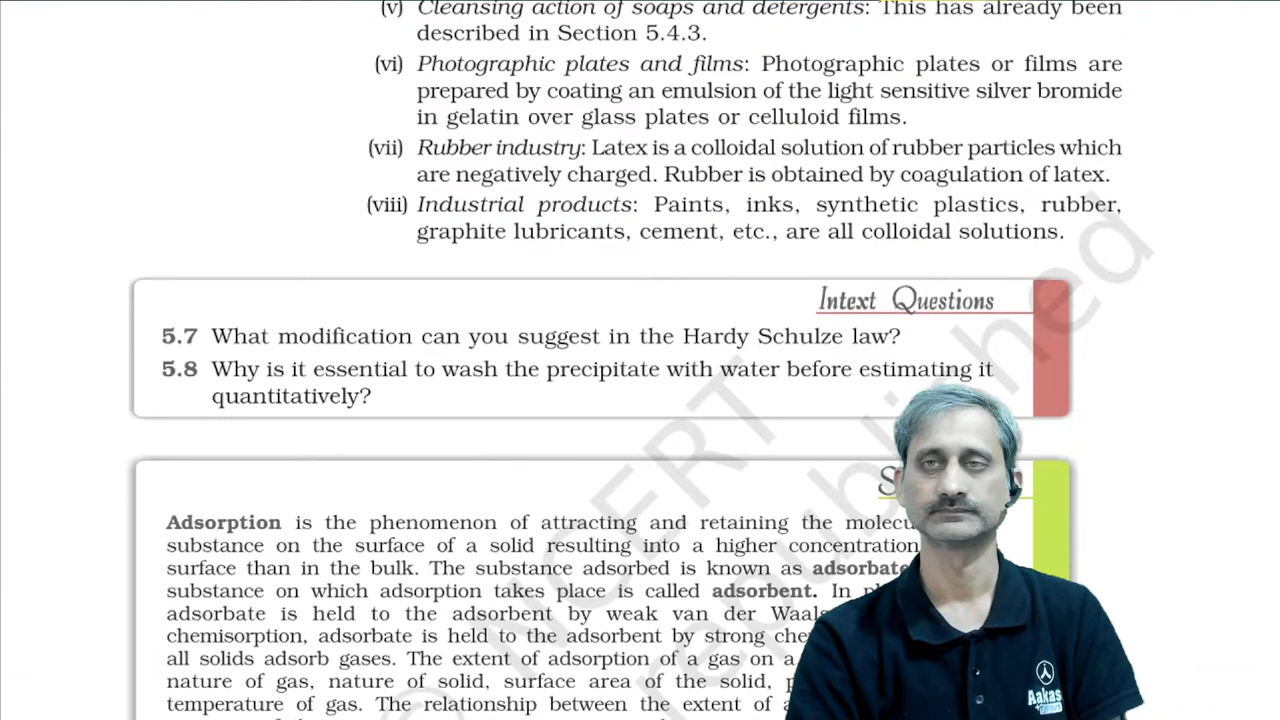 (v) Cleansing action of soaps and detergents: This has already been
described in Section 5.4.3.
(vi) Photographic plates and films: Photographic plates or films are
prepared by coating an emulsion of the light sensitive silver bromide
in gelatin over glass plates or celluloid films.
(vii) Rubber industry: Latex is a colloidal solution of rubber particles which
are negatively charged. Rubber is obtained by coagulation of latex.
(viii) Industrial products: Paints, inks, synthetic plastics, rubber,
graphite lubricants, cement, etc., are all colloidal solutions.
Intext Questions
5.7 What modification can you suggest in the Hardy Schulze law?
5.8 Why is it essential to wash the precipitate with water before estimating it
quantitatively?
Adsorption is the phenomenon of attracting and retaining the
substance on the surface of a solid resulting into a higher concentration
surface than in the bulk. The substance adsorbed is known as adsorbate
substance on which adsorption takes place is called adsorbent. In
adsorbate is held to the adsorbent by weak van der
chemisorption, adsorbate is held to the adsorbent by strong
all solids adsorb gases. The extent of adsorption of a gas on a
nature of gas, nature of solid, surface area of the solid,
temperature of gas. The relationship between the extent of
NCERT
republished
Aakas